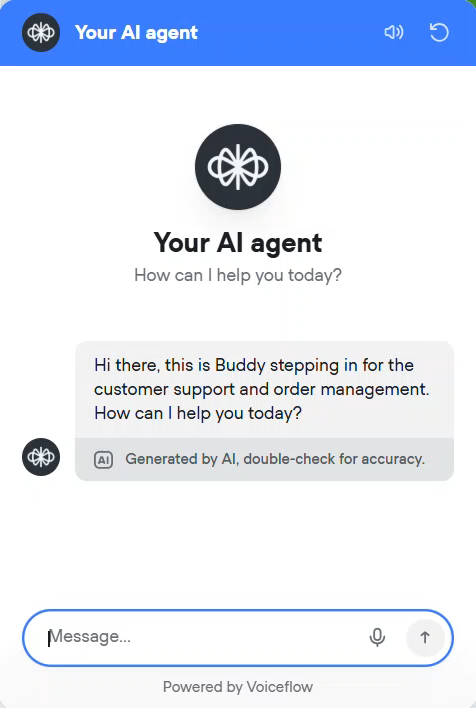 Your AI agent
Your AI agent
How can I help you today?
Hi there, this is Buddy stepping in for the
customer support and order management.
How can I help you today?
AI Generated by AI, double-check for accuracy.
Message...
Powered by Voiceflow